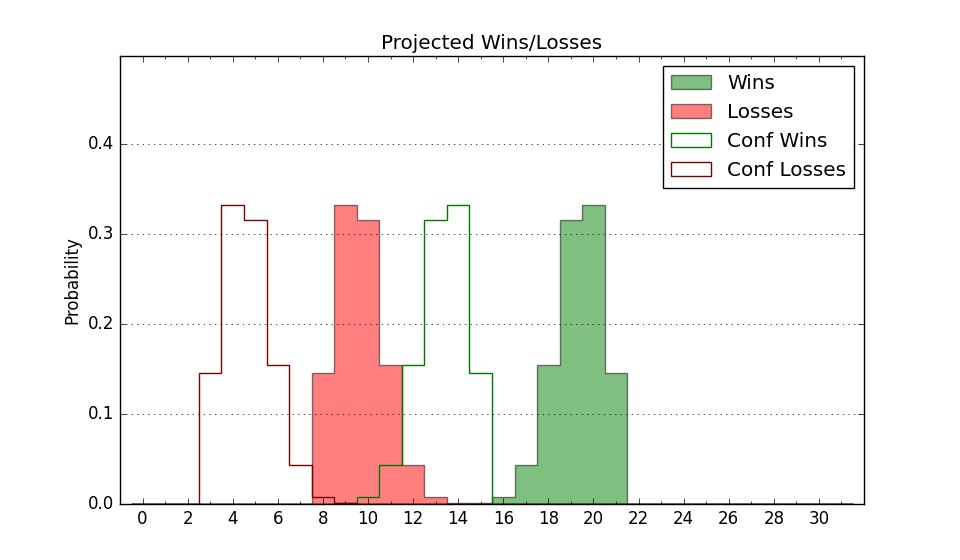 Projected Wins/Losses
Wins
Losses
Conf Wins
Conf Losses
Probability
0.4
0.3
0.2
0.1
0.0
0 2 4 6 8 10 12 14 16 18 20 22 24 26 28 30